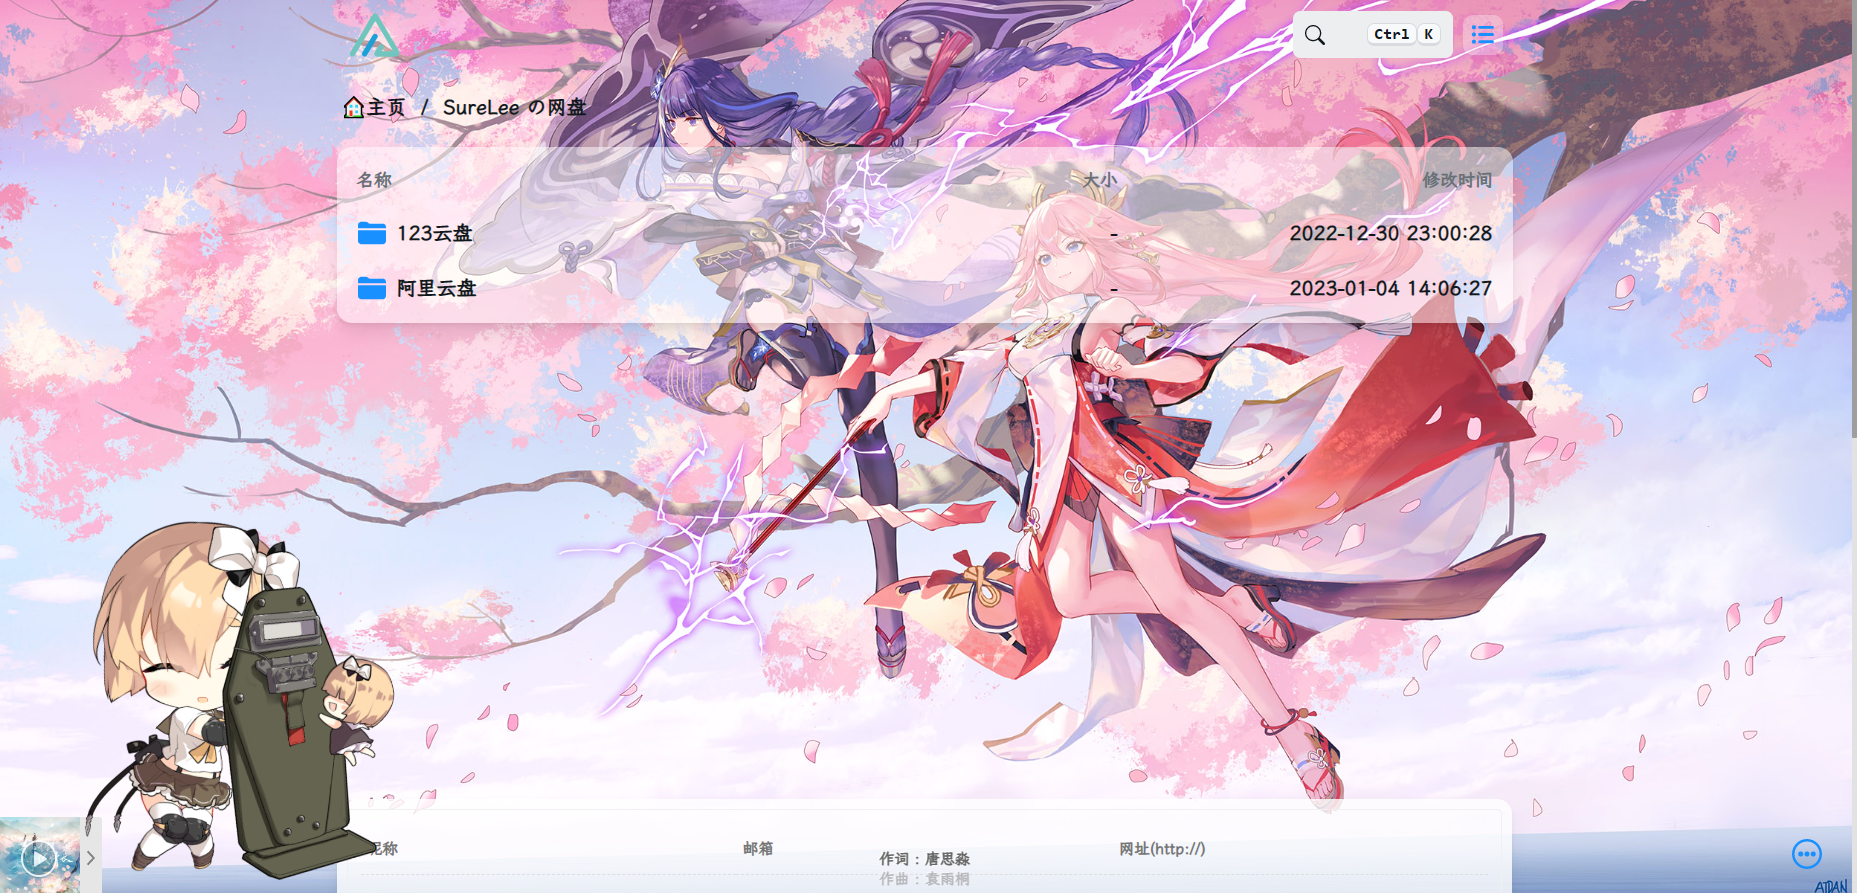 Ctrl K
主页 / SureLee の网盘
名称 大小 修改时间
123云盘 - 2022-12-30 23:00:28
阿里云盘 - 2023-01-04 14:06:27
昵称 邮箱 网址(http://)
作词：唐思淼
作曲：袁雨桐